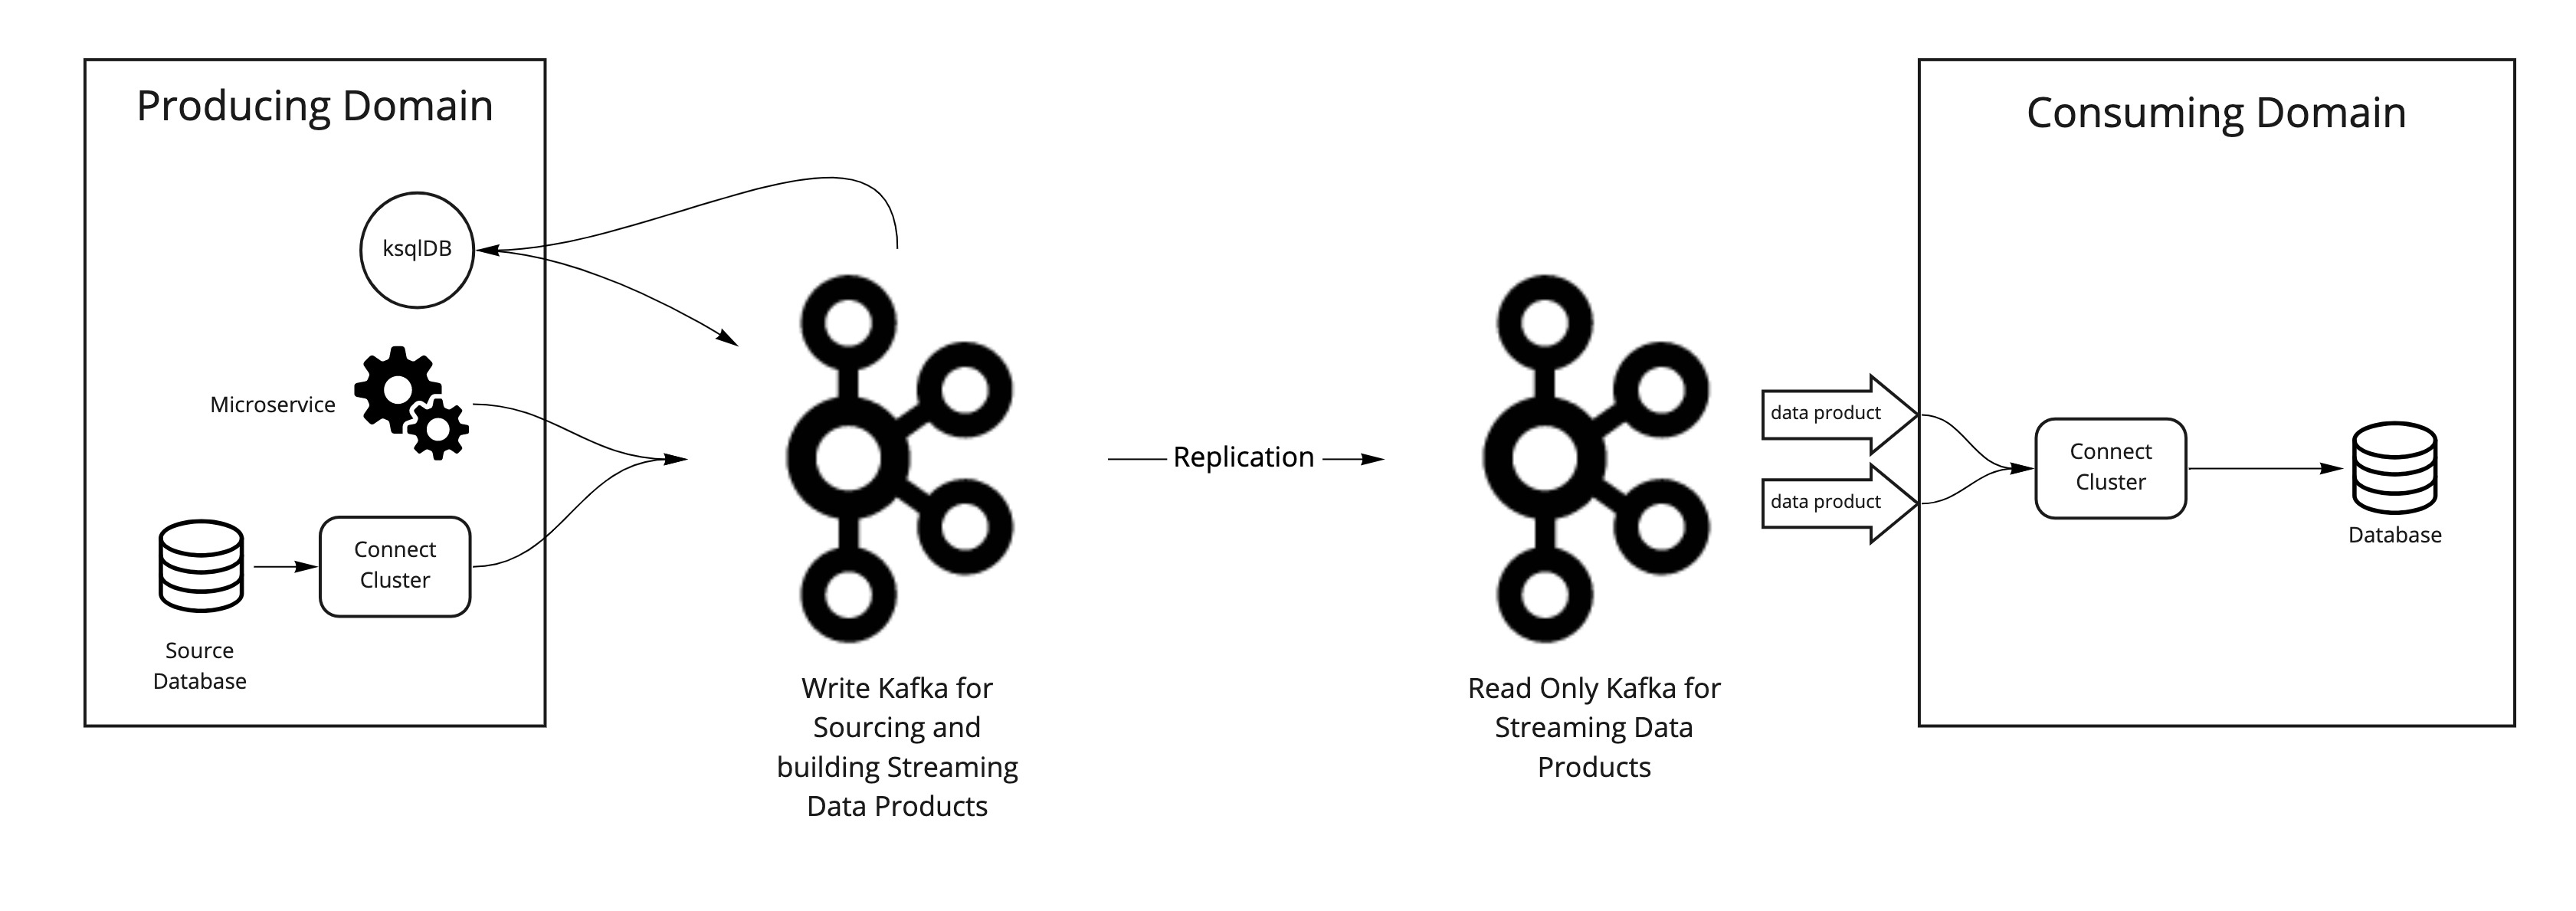 Producing Domain
ksqlDB
Microservice
Connect
Cluster
Source
Database
Write Kafka for
Sourcing and
building Streaming
Data Products
Replication
Read Only Kafka for
Streaming Data
Products
data product
data product
Consuming Domain
Connect
Cluster
Database